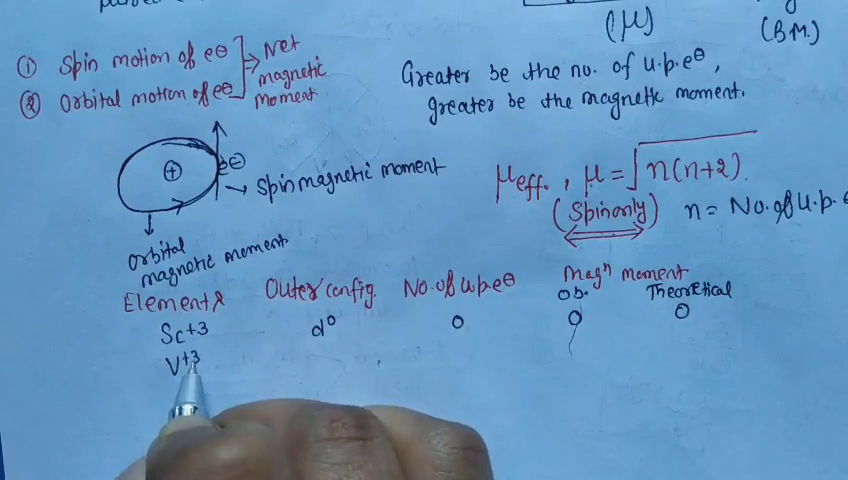 (μ)
(B.M.)
① Spin motion of e⊖
② Orbital motion of e⊖
Net
magnetic
moment
Greater be the no. of u.p.e⊖,
greater be the magnetic moment.
+
⊖
Spin magnetic moment
Orbital
magnetic moment
μeff. , μ = √n(n+2).
(Spin only) n = No. of u.p. e
Elements Outer config. No. of u.p.e⊖ Magⁿ moment
Ob. Theoretical
Sc+3 d⁰ 0 0 0
V+3